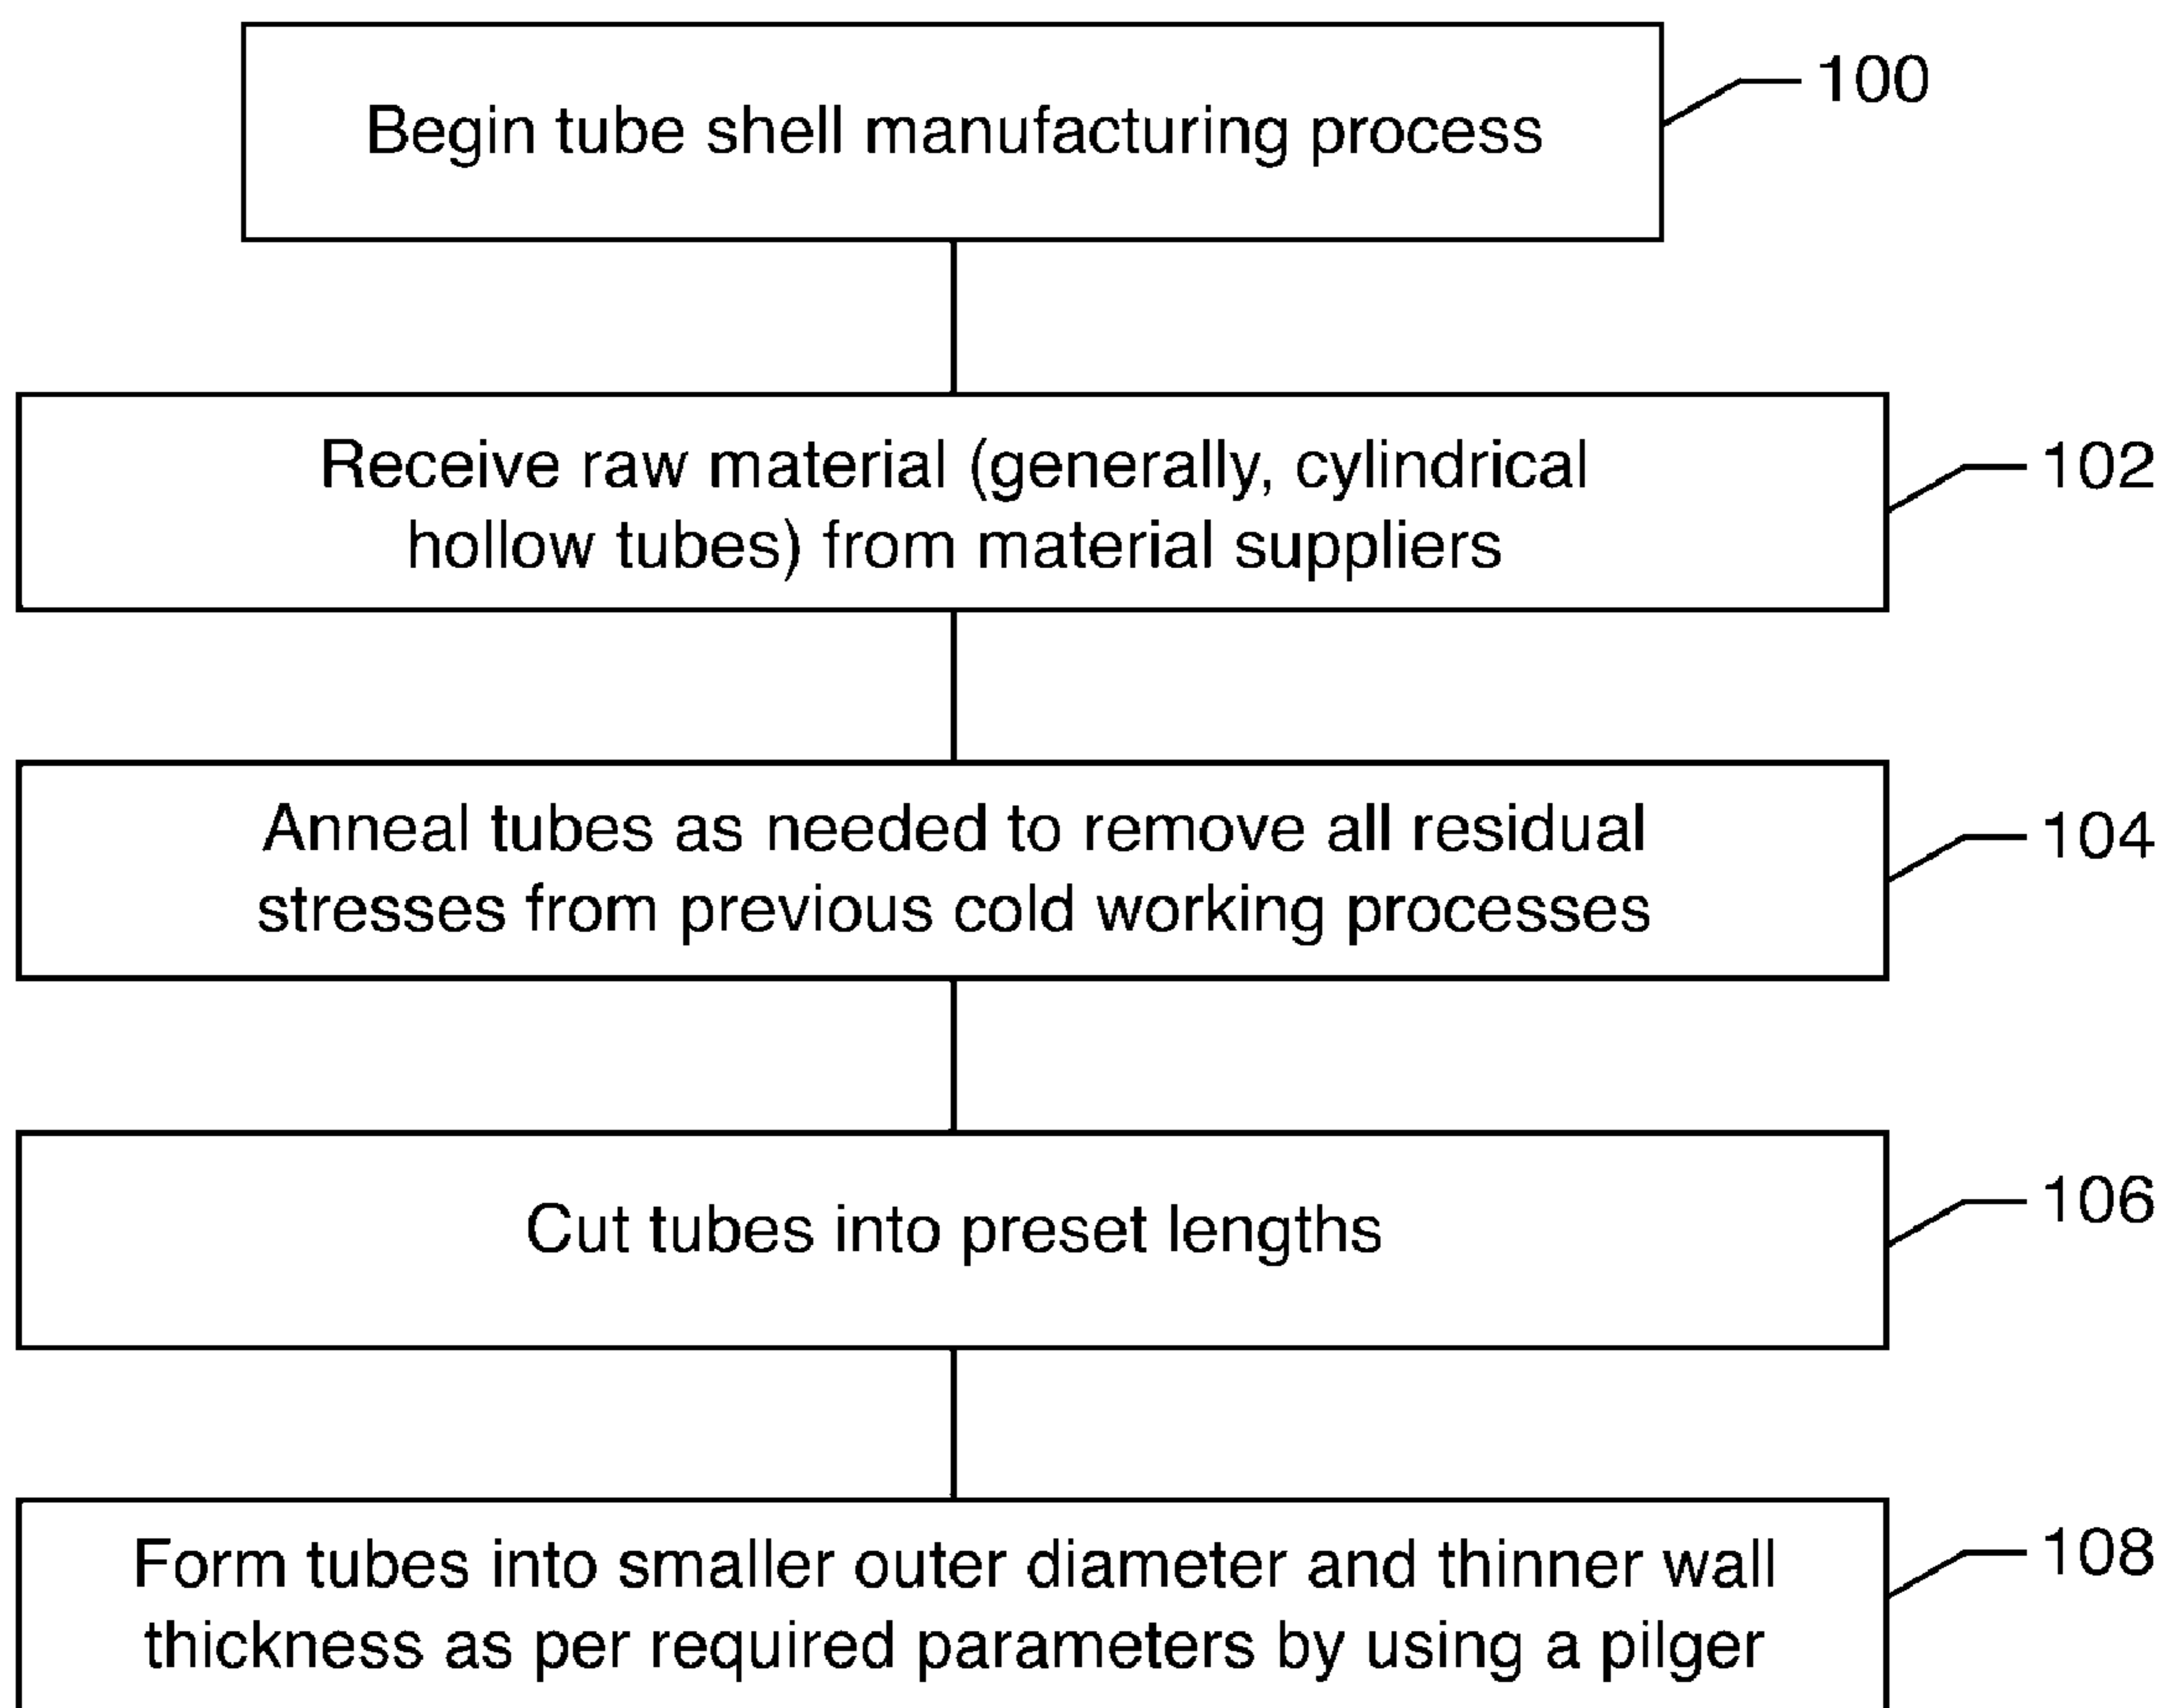 Begin tube shell manufacturing process
100
Receive raw material (generally, cylindrical
hollow tubes) from material suppliers
102
Anneal tubes as needed to remove all residual
stresses from previous cold working processes
104
Cut tubes into preset lengths
106
Form tubes into smaller outer diameter and thinner wall
thickness as per required parameters by using a pilger
108